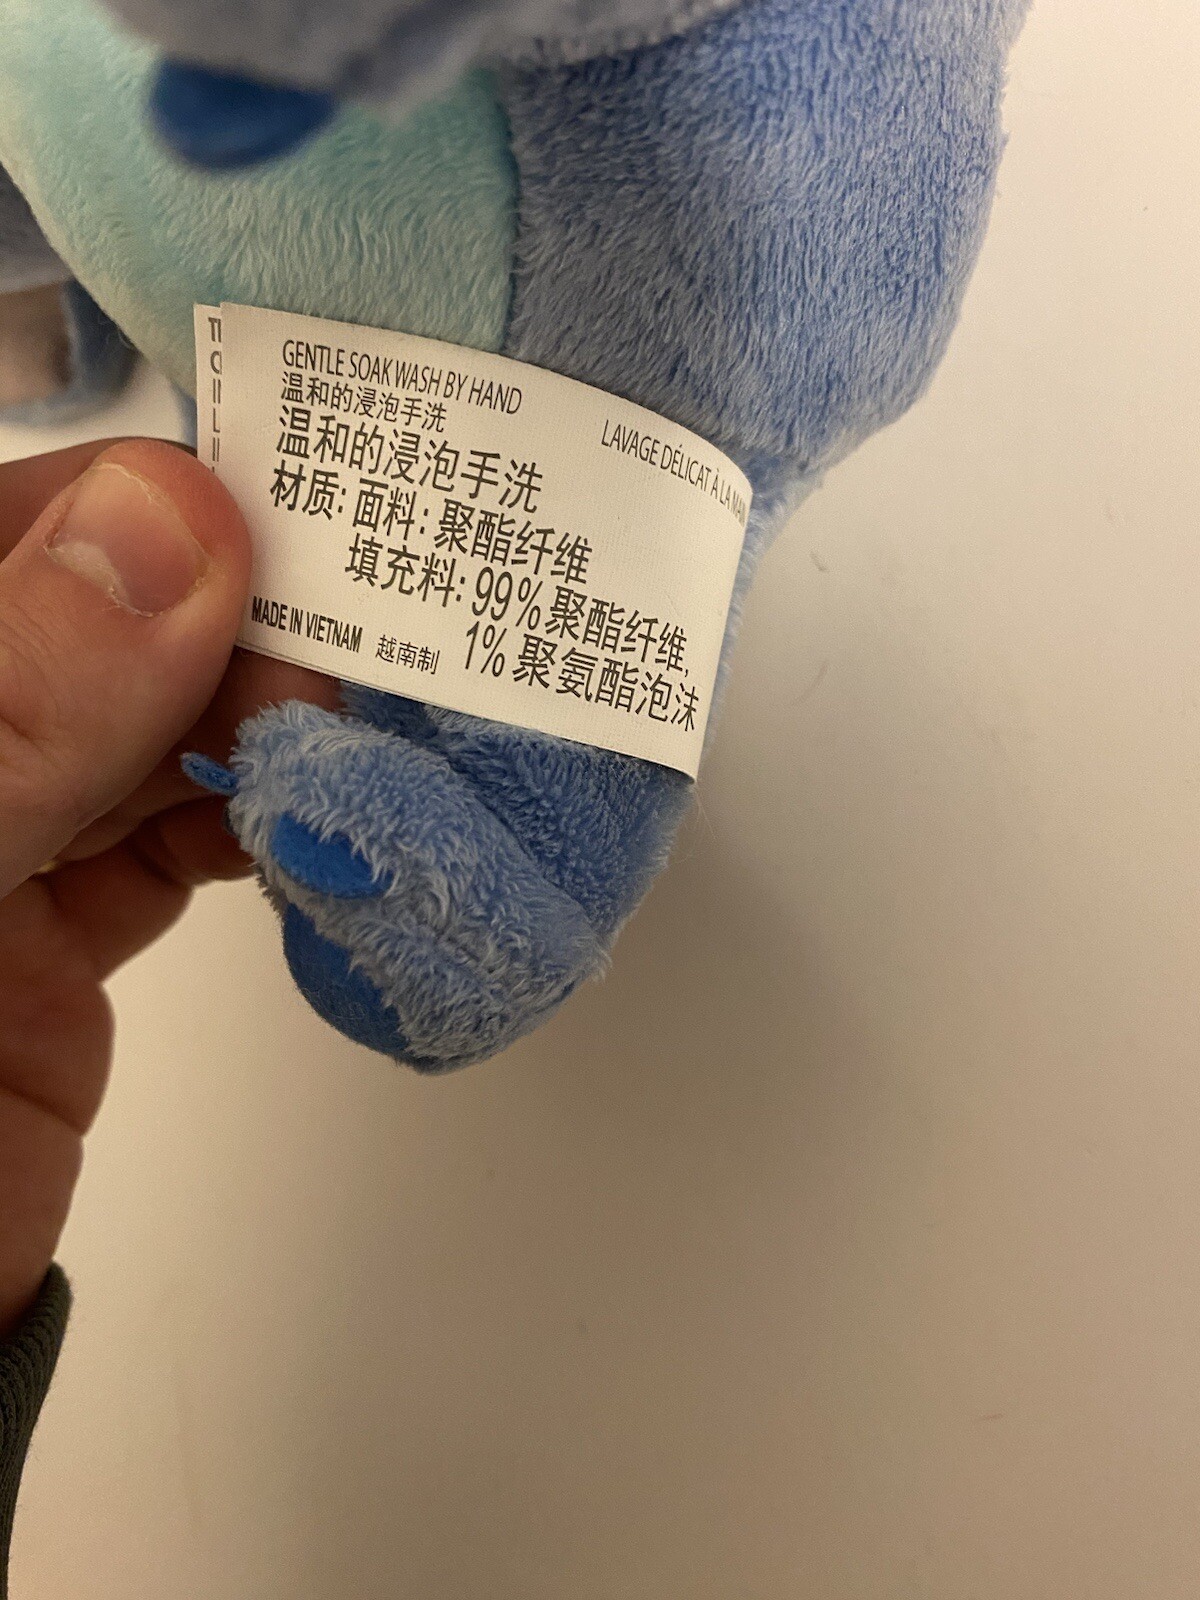 GENTLE SOAK WASH BY HAND
LAVAGE DÉLICAT À LA MAIN
温和的浸泡手洗
温和的浸泡手洗
材质: 面料: 聚酯纤维
填充料: 99% 聚酯纤维,
1% 聚氨酯泡沫
MADE IN VIETNAM 越南制